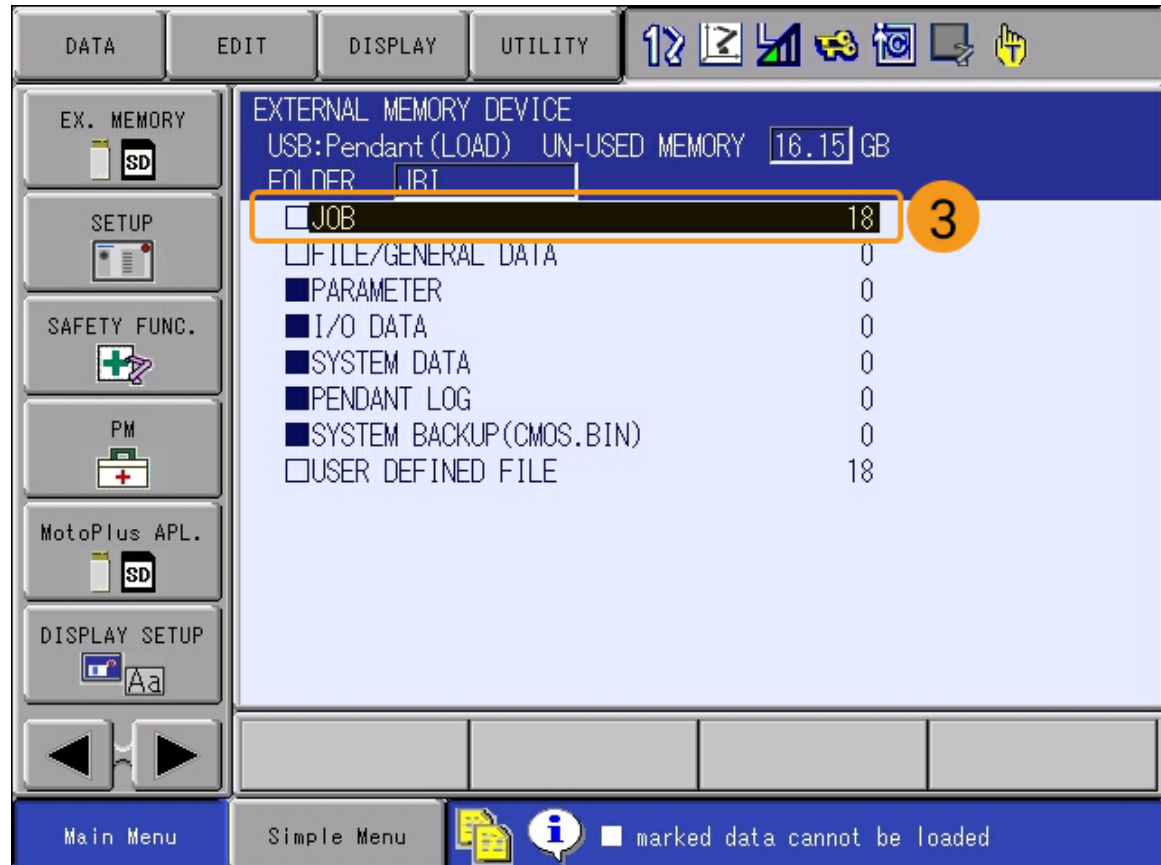 DATA EDIT DISPLAY UTILITY
EX. MEMORY
SD
SETUP
SAFETY FUNC.
PM
MotoPlus APL.
SD
DISPLAY SETUP
Aa
EXTERNAL MEMORY DEVICE
USB:Pendant(LOAD) UN-USED MEMORY 16.15 GB
FOLDER JBI
JOB 18
3
FILE/GENERAL DATA 0
PARAMETER 0
I/O DATA 0
SYSTEM DATA 0
PENDANT LOG 0
SYSTEM BACKUP(CMOS.BIN) 0
USER DEFINED FILE 18
Main Menu Simple Menu marked data cannot be loaded